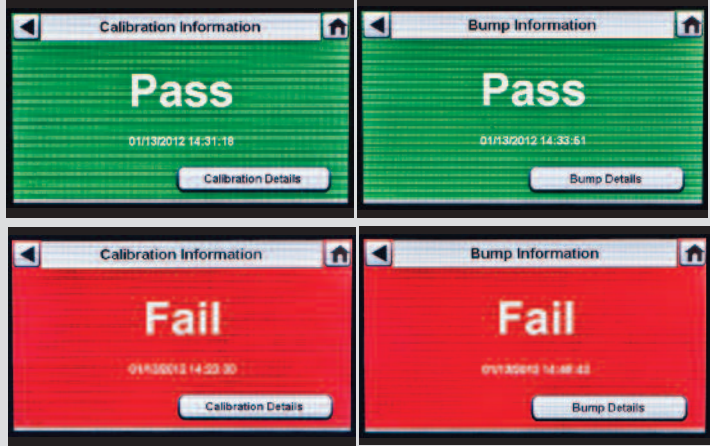 Calibration Information
Pass
01/13/2012 14:31:18
Calibration Details
Bump Information
Pass
01/13/2012 14:33:51
Bump Details
Calibration Information
Fail
Calibration Details
Bump Information
Fail
Bump Details